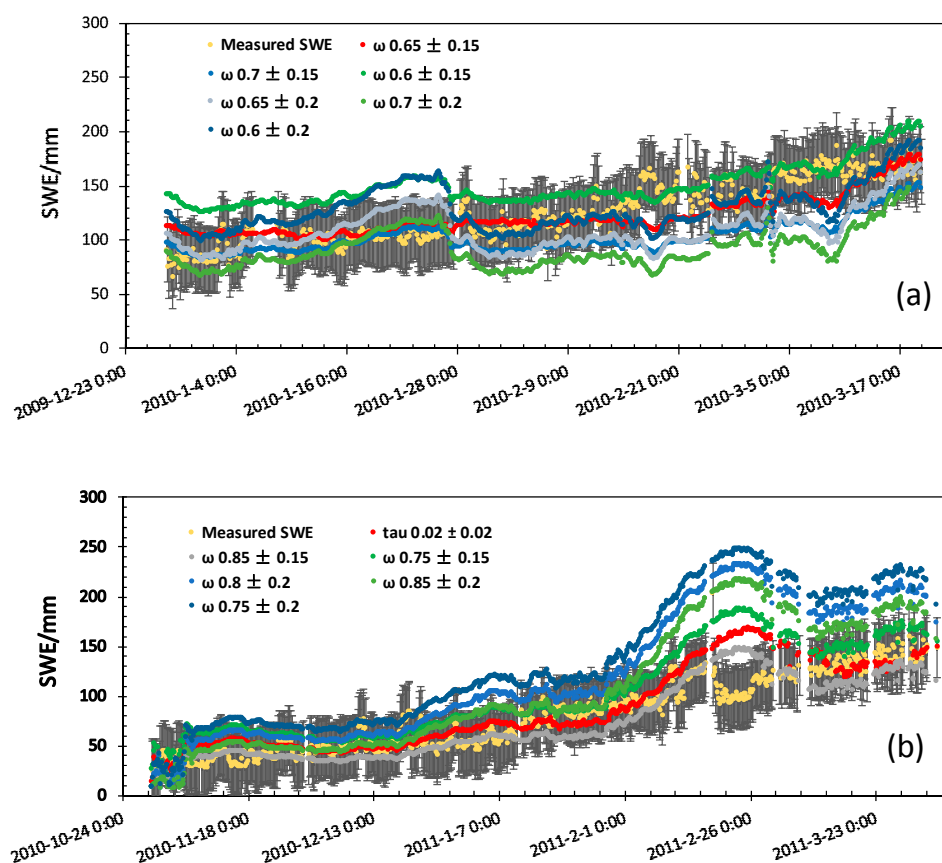 300
250
200
150
100
50
0
SWE/mm
Measured SWE
ω 0.65 ± 0.15
ω 0.7 ± 0.15
ω 0.6 ± 0.15
ω 0.65 ± 0.2
ω 0.7 ± 0.2
ω 0.6 ± 0.2
(a)
2009-12-23 0:00
2010-1-4 0:00
2010-1-16 0:00
2010-1-28 0:00
2010-2-9 0:00
2010-2-21 0:00
2010-3-5 0:00
2010-3-17 0:00
300
250
200
150
100
50
0
SWE/mm
Measured SWE
tau 0.02 ± 0.02
ω 0.85 ± 0.15
ω 0.75 ± 0.15
ω 0.8 ± 0.2
ω 0.85 ± 0.2
ω 0.75 ± 0.2
(b)
2010-10-24 0:00
2010-11-18 0:00
2010-12-13 0:00
2011-1-7 0:00
2011-2-1 0:00
2011-2-26 0:00
2011-3-23 0:00